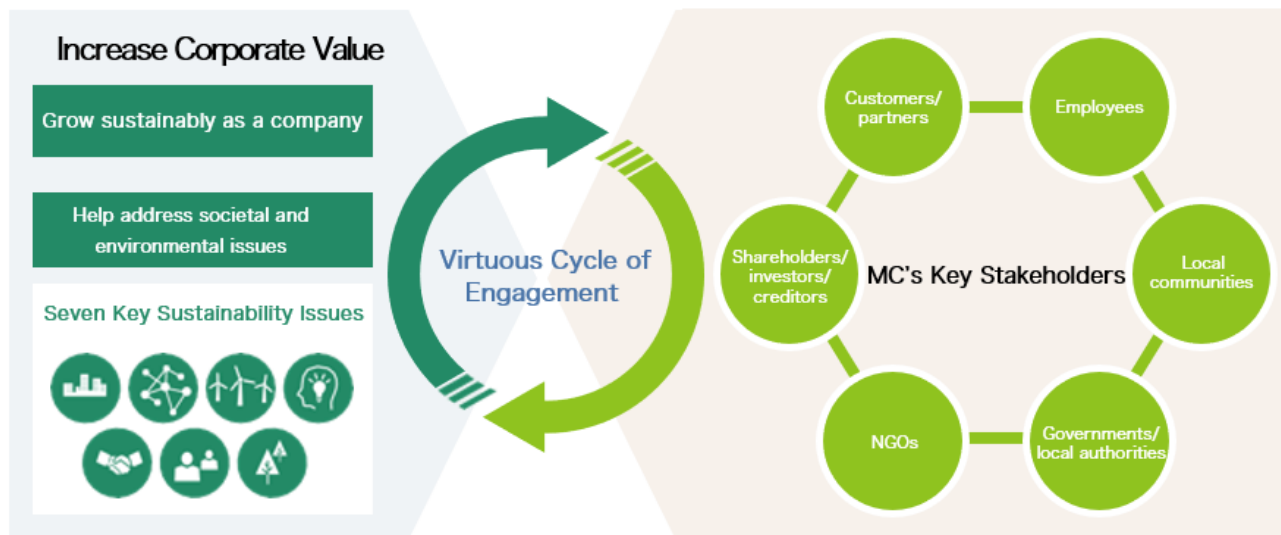 Increase Corporate Value
Grow sustainably as a company
Help address societal and
environmental issues
Seven Key Sustainability Issues
Virtuous Cycle of
Engagement
Customers/
partners
Employees
Shareholders/
investors/
creditors
MC's Key Stakeholders
Local
communities
NGOs
Governments/
local authorities